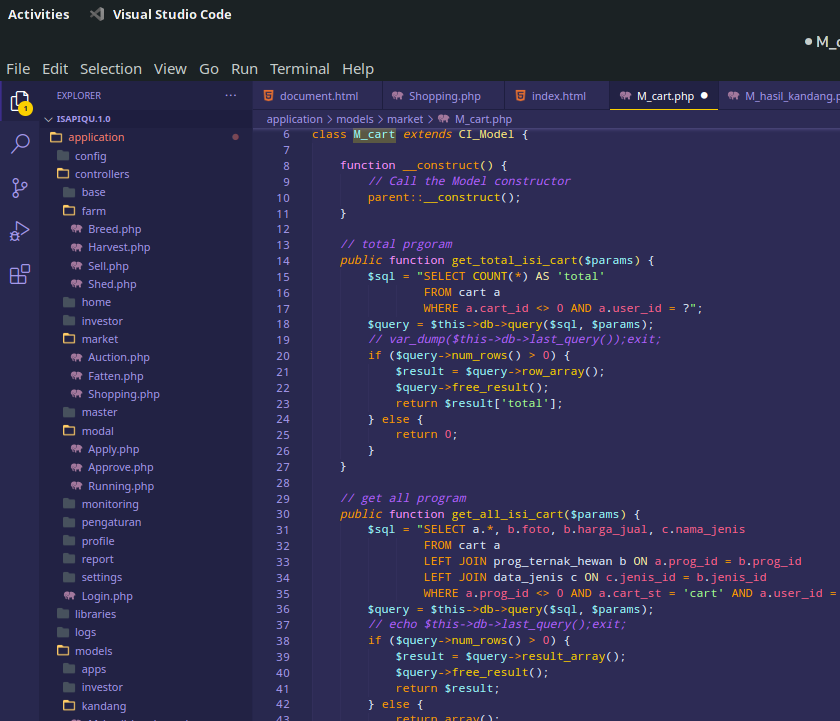 Activities
Visual Studio Code
● M_c
File Edit Selection View Go Run Terminal Help
1
EXPLORER ...
document.html Shopping.php index.html M_cart.php ● M_hasil_kandang.p
ISAPIQU.1.0
application > models > market > M_cart.php
application
config
controllers
base
farm
Breed.php
Harvest.php
Sell.php
Shed.php
home
investor
market
Auction.php
Fatten.php
Shopping.php
master
modal
Apply.php
Approve.php
Running.php
monitoring
pengaturan
profile
report
settings
Login.php
libraries
logs
models
apps
investor
kandang
6 class M_cart extends CI_Model {
7
8 function __construct() {
9 // Call the Model constructor
10 parent::__construct();
11 }
12
13 // total prgoram
14 public function get_total_isi_cart($params) {
15 $sql = "SELECT COUNT(*) AS 'total'
16 FROM cart a
17 WHERE a.cart_id <> 0 AND a.user_id = ?";
18 $query = $this->db->query($sql, $params);
19 // var_dump($this->db->last_query());exit;
20 if ($query->num_rows() > 0) {
21 $result = $query->row_array();
22 $query->free_result();
23 return $result['total'];
24 } else {
25 return 0;
26 }
27 }
28
29 // get all program
30 public function get_all_isi_cart($params) {
31 $sql = "SELECT a.*, b.foto, b.harga_jual, c.nama_jenis
32 FROM cart a
33 LEFT JOIN prog_ternak_hewan b ON a.prog_id = b.prog_id
34 LEFT JOIN data_jenis c ON c.jenis_id = b.jenis_id
35 WHERE a.prog_id <> 0 AND a.cart_st = 'cart' AND a.user_id =
36 $query = $this->db->query($sql, $params);
37 // echo $this->db->last_query();exit;
38 if ($query->num_rows() > 0) {
39 $result = $query->result_array();
40 $query->free_result();
41 return $result;
42 } else {
43 return array();